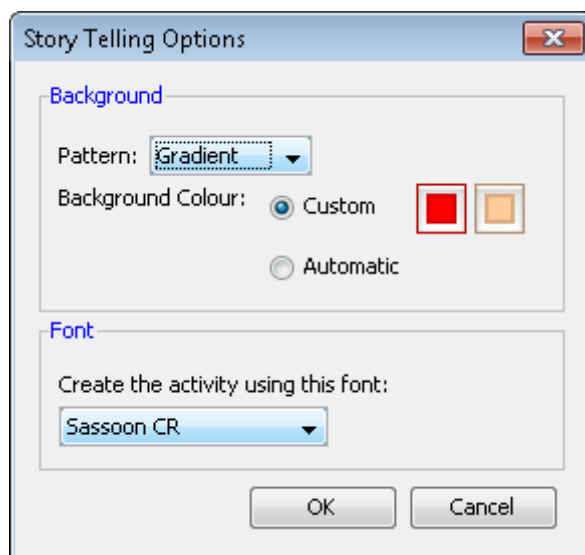 Story Telling Options
Background
Pattern: Gradient
Background Colour: Custom
Automatic
Font
Create the activity using this font:
Sassoon CR
OK Cancel